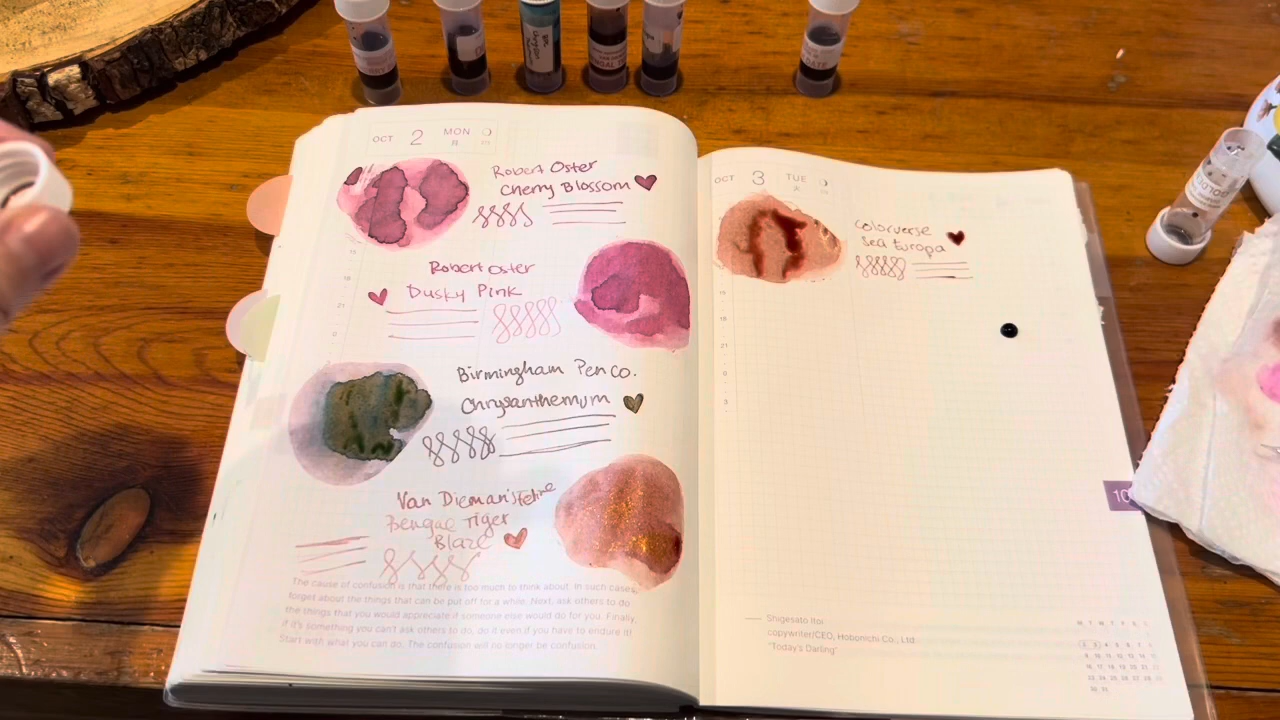 OCT 2 MON
月
Robert Oster
Cherry Blossom
Robert Oster
Dusky Pink
Birmingham Pen Co.
Chrysanthemum
Van Dieman's Feline
Bengal Tiger
Blaze
The cause of confusion is that there is too much to think about. In such cases,
forget about the things that can be put off for a while. Next, ask others to do
the things that you would appreciate if someone else would do for you. Finally,
if it's something you can't ask others to do, do it even if you have to endure it!
Start with what you can do. The confusion will no longer be confusion.
OCT 3 TUE
Colorverse
Sea Europa
10
Shigesato Itoi
copywriter/CEO, Hobonichi Co., Ltd.
"Today's Darling"